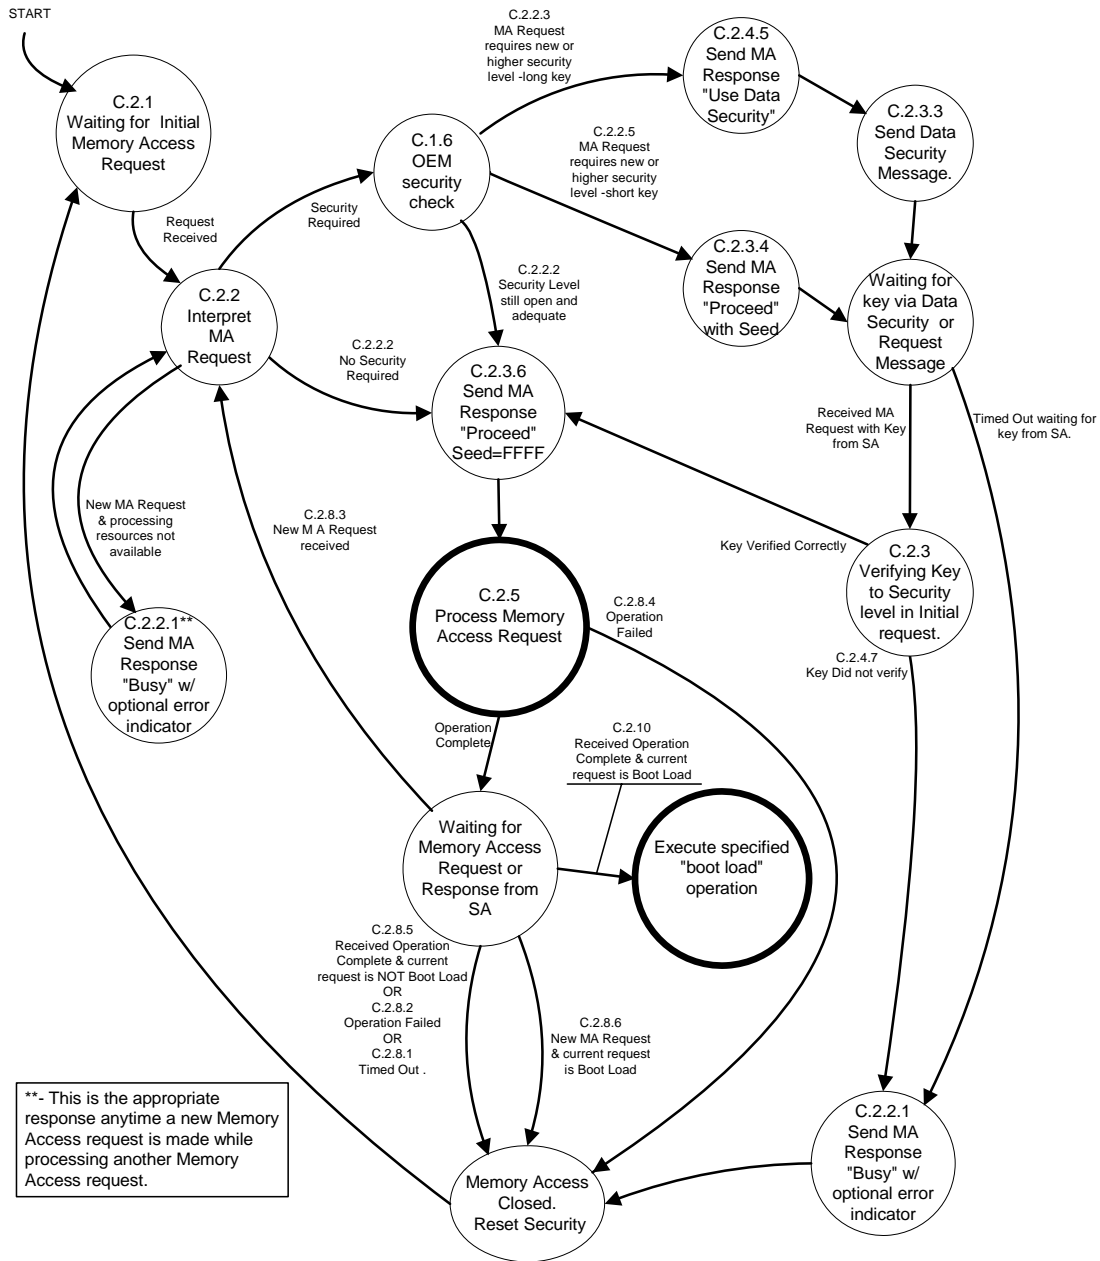 START
C.2.1
Waiting for Initial
Memory Access
Request
Request
Received
C.2.2
Interpret
MA
Request
Security
Required
C.1.6
OEM
security
check
C.2.2.3
MA Request
requires new or
higher security
level -long key
C.2.4.5
Send MA
Response
"Use Data
Security"
C.2.3.3
Send Data
Security
Message.
C.2.2.5
MA Request
requires new or
higher security
level -short key
C.2.3.4
Send MA
Response
"Proceed"
with Seed
Waiting for
key via Data
Security or
Request
Message
C.2.2.2
Security Level
still open and
adequate
C.2.2.2
No Security
Required
C.2.3.6
Send MA
Response
"Proceed"
Seed=FFFF
Received MA
Request with Key
from SA
Timed Out waiting for
key from SA.
New MA Request
& processing
resources not
available
C.2.8.3
New M A Request
received
Key Verified Correctly
C.2.3
Verifying Key
to Security
level in Initial
request.
C.2.5
Process Memory
Access Request
C.2.8.4
Operation
Failed
C.2.2.1**
Send MA
Response
"Busy" w/
optional error
indicator
C.2.4.7
Key Did not verify
Operation
Complete
C.2.10
Received Operation
Complete & current
request is Boot Load
Waiting for
Memory Access
Request or
Response from
SA
Execute specified
"boot load"
operation
C.2.8.5
Received Operation
Complete & current
request is NOT Boot Load
OR
C.2.8.2
Operation Failed
OR
C.2.8.1
Timed Out .
C.2.8.6
New MA Request
& current request
is Boot Load
**- This is the appropriate
response anytime a new Memory
Access request is made while
processing another Memory
Access request.
C.2.2.1
Send MA
Response
"Busy" w/
optional error
indicator
Memory Access
Closed.
Reset Security